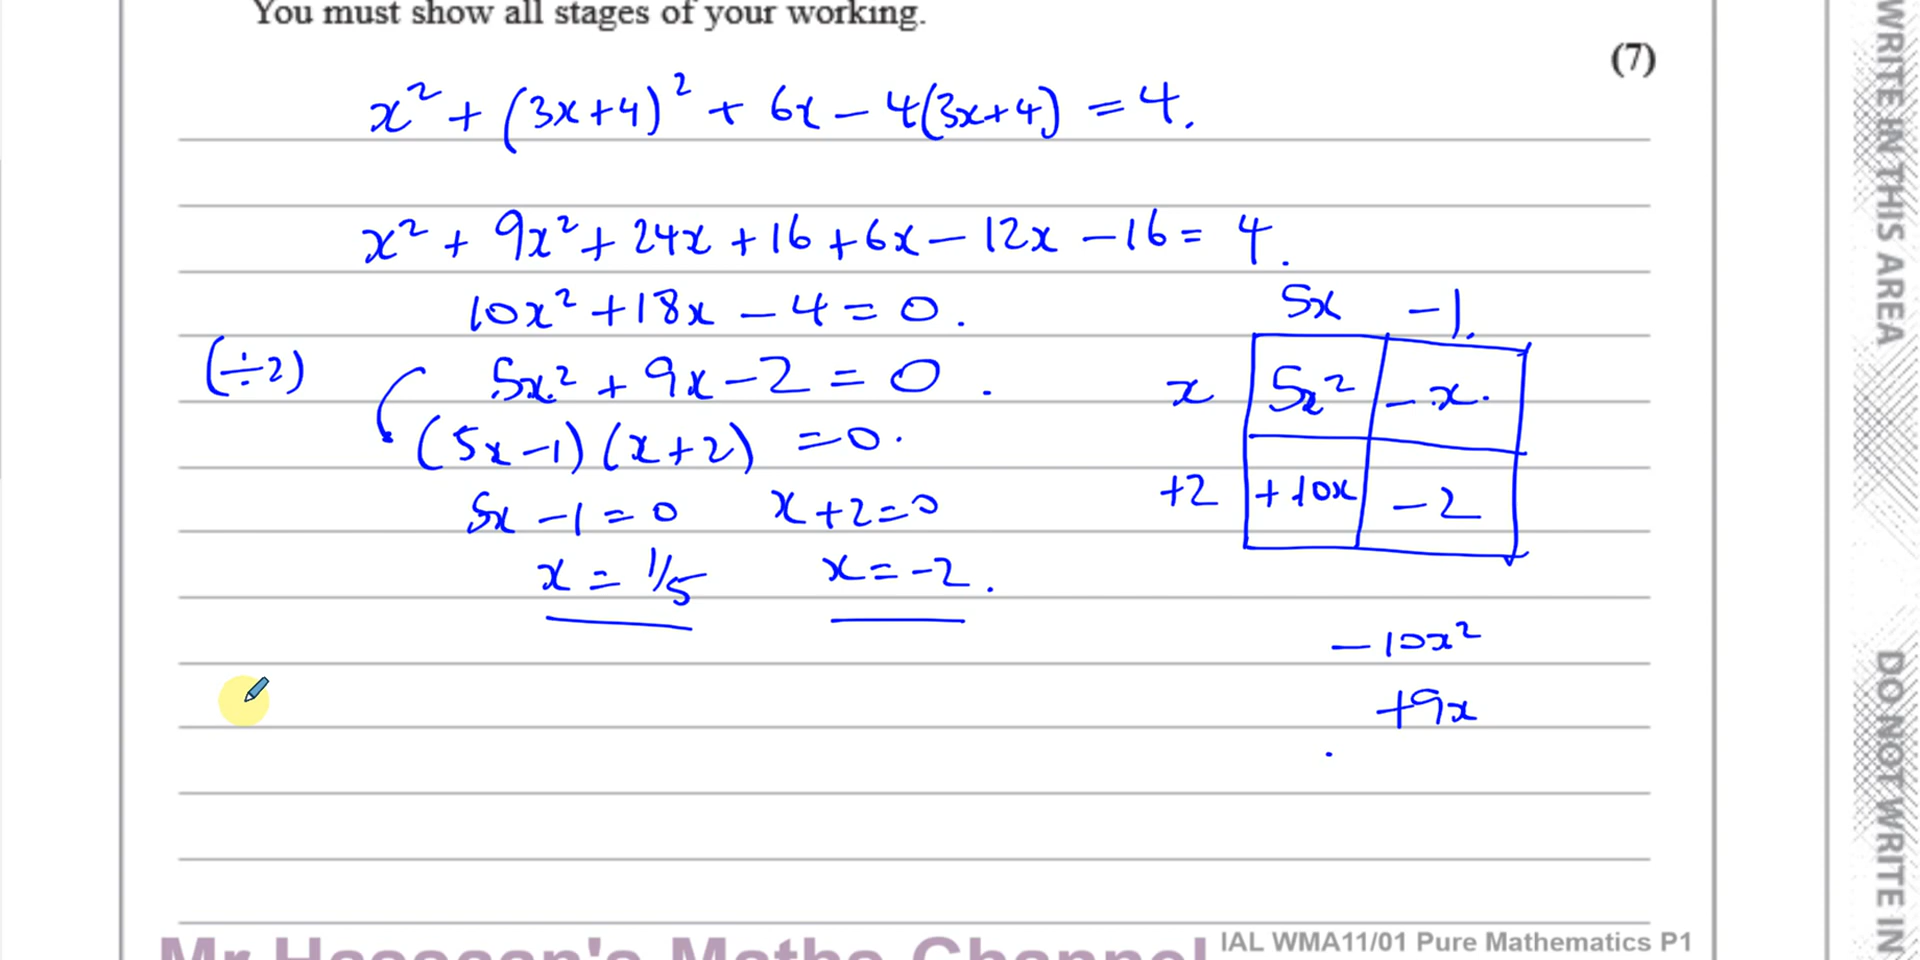 You must show all stages of your working.
(7)
x² + (3x+4)² + 6x - 4(3x+4) = 4.
x² + 9x² + 24x + 16 + 6x - 12x - 16 = 4.
10x² + 18x - 4 = 0.
(÷2)
5x² + 9x - 2 = 0.
(5x-1)(x+2) = 0.
5x - 1 = 0 x + 2 = 0
x = 1/5 x = -2.
5x -1.
x 5x² -x.
+2 +10x -2
-10x²
+9x
IAL WMA11/01 Pure Mathematics P1
WRITE IN THIS AREA
DO NOT WRITE IN